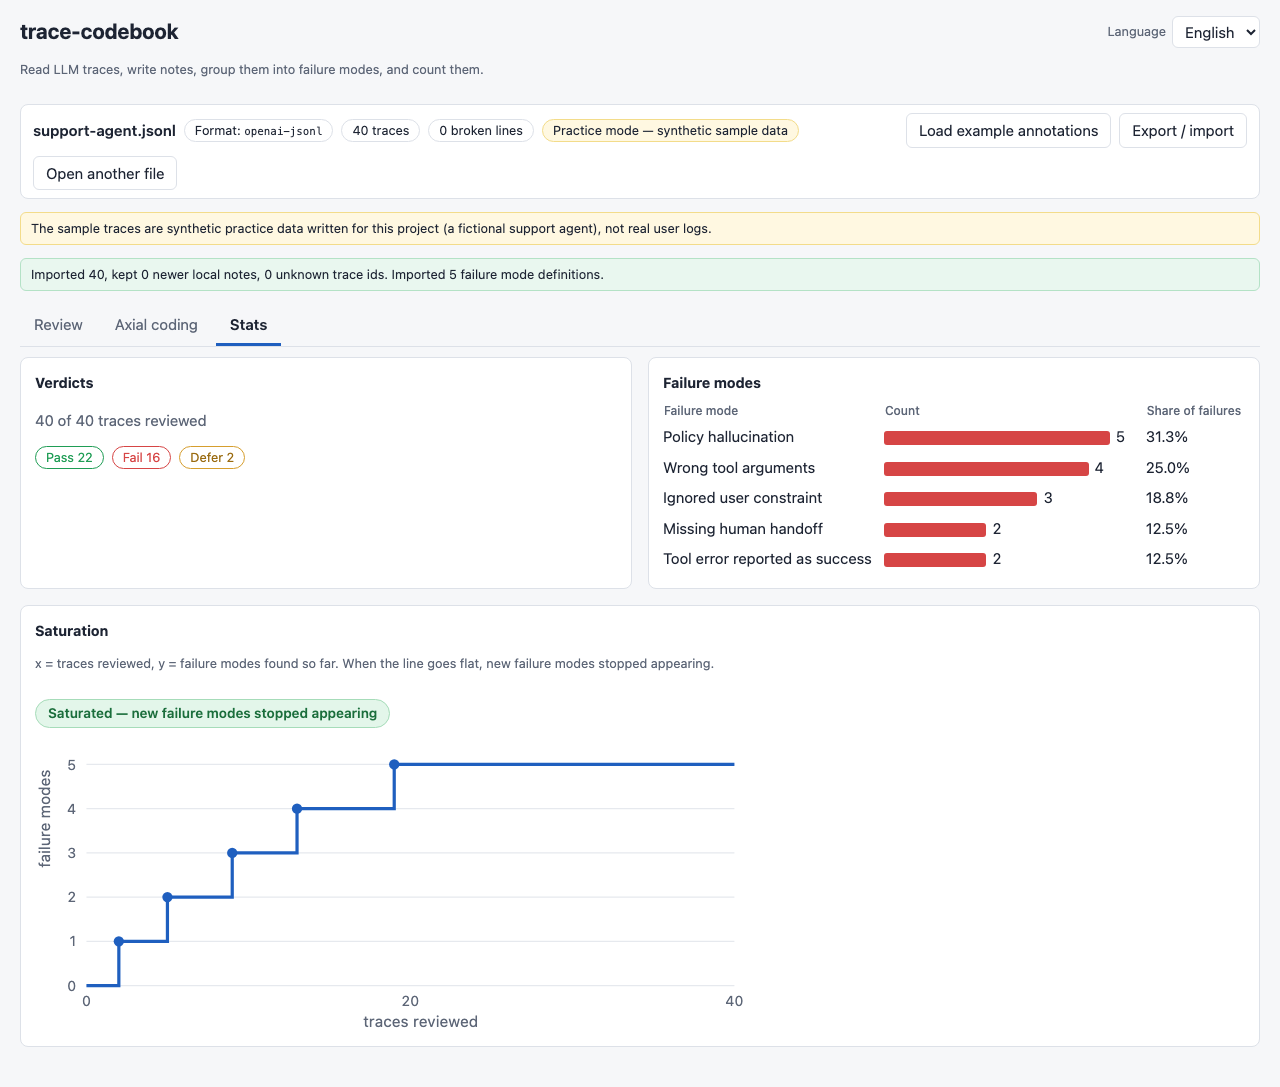 trace-codebook
Language English
Read LLM traces, write notes, group them into failure modes, and count them.
support-agent.jsonl Format: openai-jsonl 40 traces 0 broken lines Practice mode — synthetic sample data Load example annotations Export / import
Open another file
The sample traces are synthetic practice data written for this project (a fictional support agent), not real user logs.
Imported 40, kept 0 newer local notes, 0 unknown trace ids. Imported 5 failure mode definitions.
Review Axial coding Stats
Verdicts
40 of 40 traces reviewed
Pass 22 Fail 16 Defer 2
Failure modes
Failure mode Count Share of failures
Policy hallucination 5 31.3%
Wrong tool arguments 4 25.0%
Ignored user constraint 3 18.8%
Missing human handoff 2 12.5%
Tool error reported as success 2 12.5%
Saturation
x = traces reviewed, y = failure modes found so far. When the line goes flat, new failure modes stopped appearing.
Saturated — new failure modes stopped appearing
failure modes
5
4
3
2
1
0
0 20 40
traces reviewed